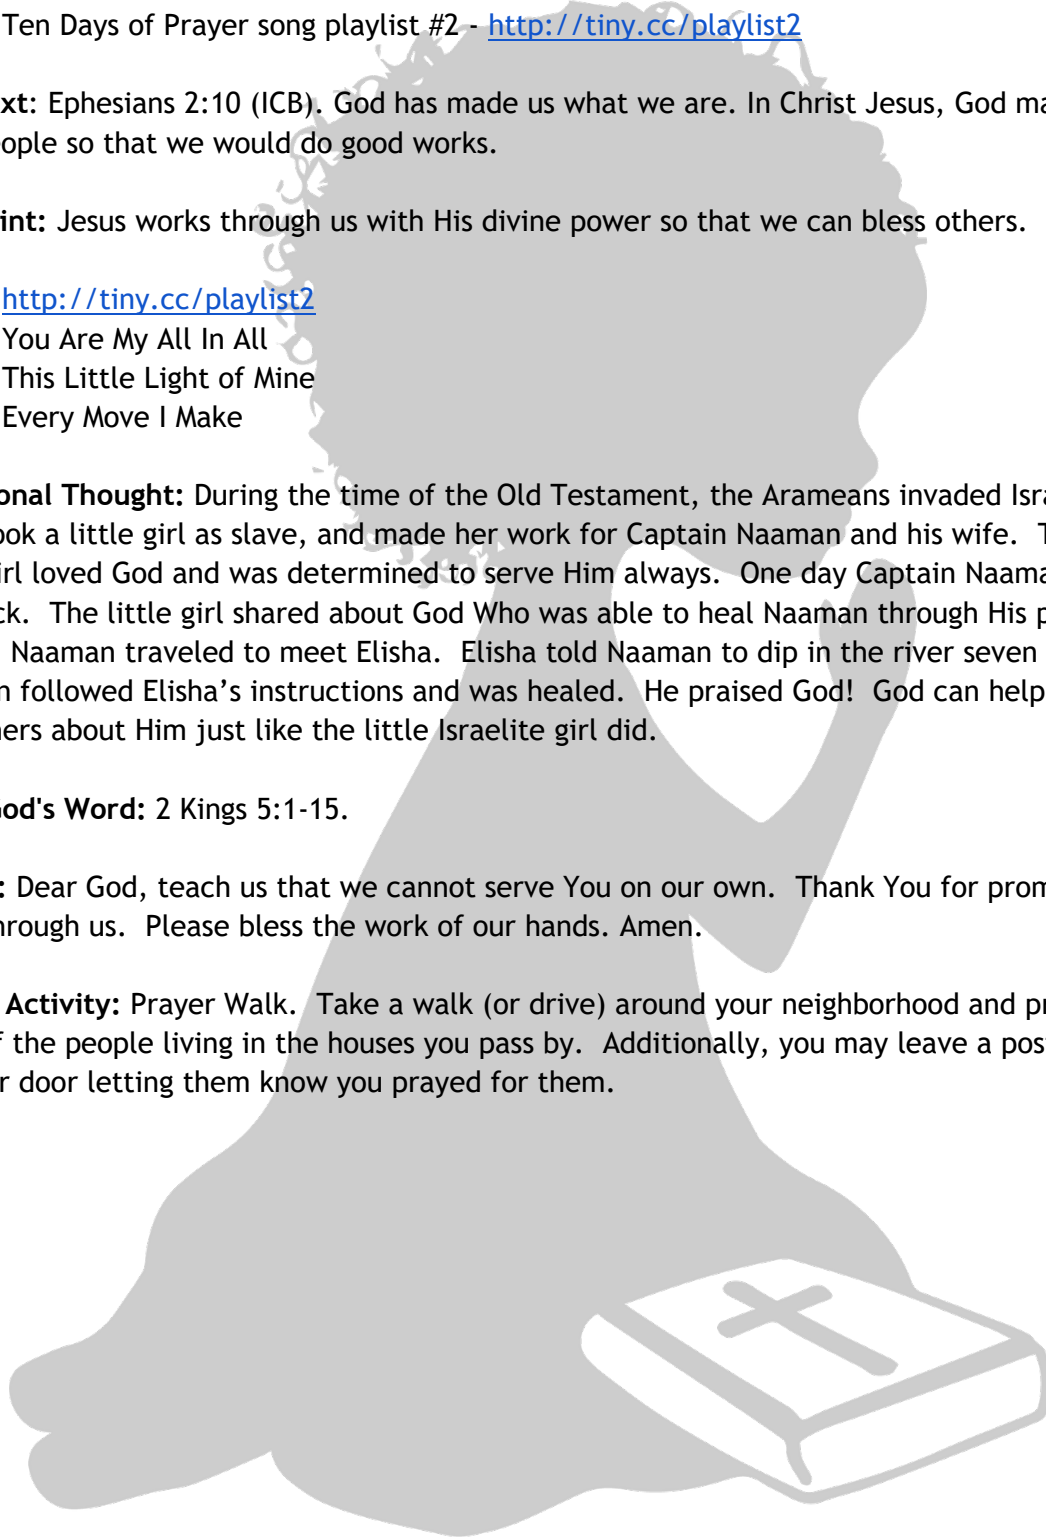 Ten Days of Prayer song playlist #2 - http://tiny.cc/playlist2
xt: Ephesians 2:10 (ICB). God has made us what we are. In Christ Jesus, God ma
ople so that we would do good works.
int: Jesus works through us with His divine power so that we can bless others.
http://tiny.cc/playlist2
You Are My All In All
This Little Light of Mine
Every Move I Make
onal Thought: During the time of the Old Testament, the Arameans invaded Isra
ook a little girl as slave, and made her work for Captain Naaman and his wife.  T
irl loved God and was determined to serve Him always.  One day Captain Naama
ck.  The little girl shared about God Who was able to heal Naaman through His p
Naaman traveled to meet Elisha.  Elisha told Naaman to dip in the river seven
n followed Elisha's instructions and was healed.  He praised God!  God can help
ners about Him just like the little Israelite girl did.
God's Word: 2 Kings 5:1-15.
: Dear God, teach us that we cannot serve You on our own.  Thank You for prom
hrough us.  Please bless the work of our hands. Amen.
Activity: Prayer Walk.  Take a walk (or drive) around your neighborhood and pr
f the people living in the houses you pass by.  Additionally, you may leave a pos
r door letting them know you prayed for them.